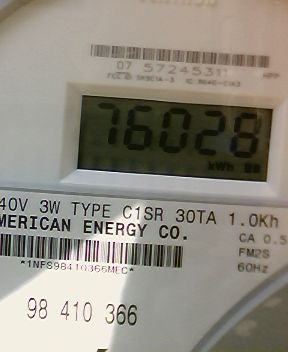 07 57245311
76028
kWh
40V 3W TYPE C1SR 30TA 1.0Kh
MERICAN ENERGY CO.
CA 0.5
FM2S
60Hz
*1NFS98410366MEC*
98 410 366